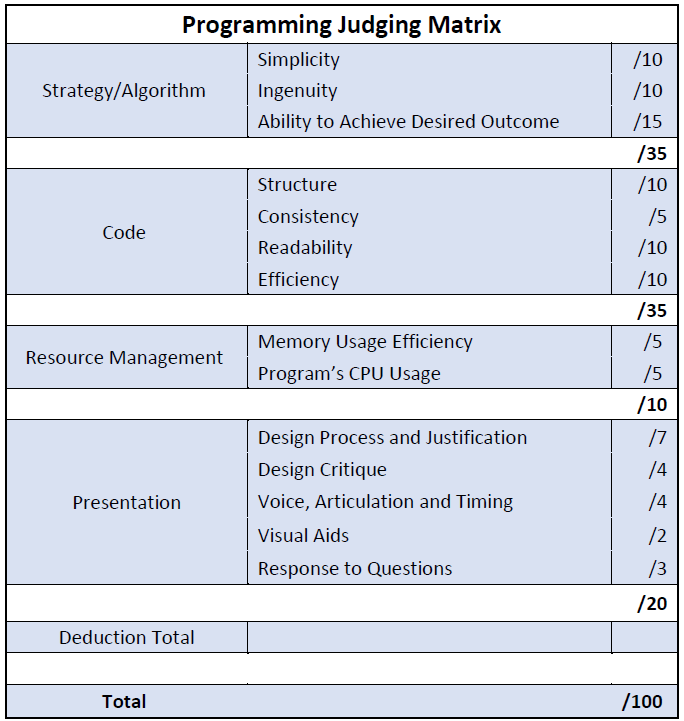 Programming Judging Matrix
Strategy/Algorithm
Simplicity /10
Ingenuity /10
Ability to Achieve Desired Outcome /15
/35
Code
Structure /10
Consistency /5
Readability /10
Efficiency /10
/35
Resource Management
Memory Usage Efficiency /5
Program’s CPU Usage /5
/10
Presentation
Design Process and Justification /7
Design Critique /4
Voice, Articulation and Timing /4
Visual Aids /2
Response to Questions /3
/20
Deduction Total
Total /100